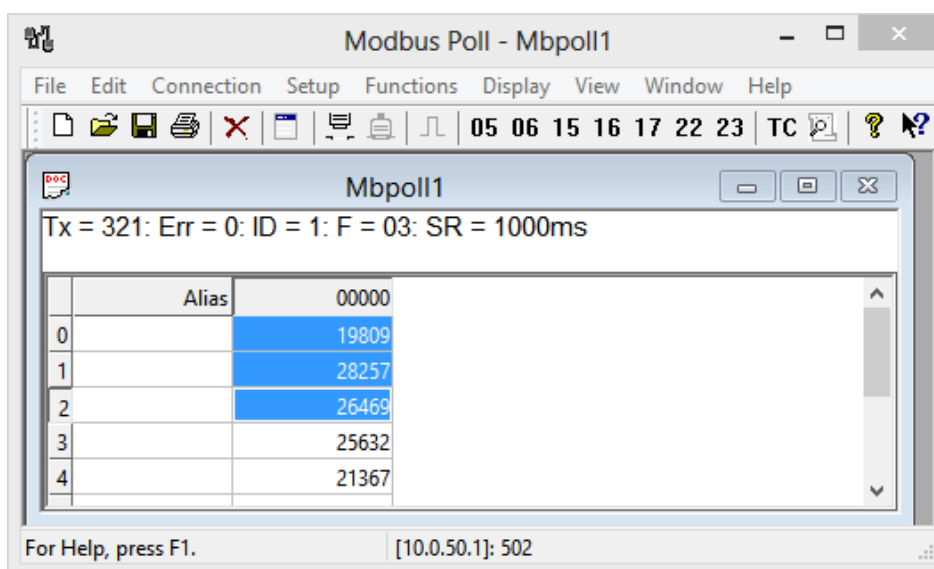 Modbus Poll - Mbpoll1
File Edit Connection Setup Functions Display View Window Help
05 06 15 16 17 22 23 TC
Mbpoll1
Tx = 321: Err = 0: ID = 1: F = 03: SR = 1000ms
Alias 00000
0 19809
1 28257
2 26469
3 25632
4 21367
For Help, press F1. [10.0.50.1]: 502